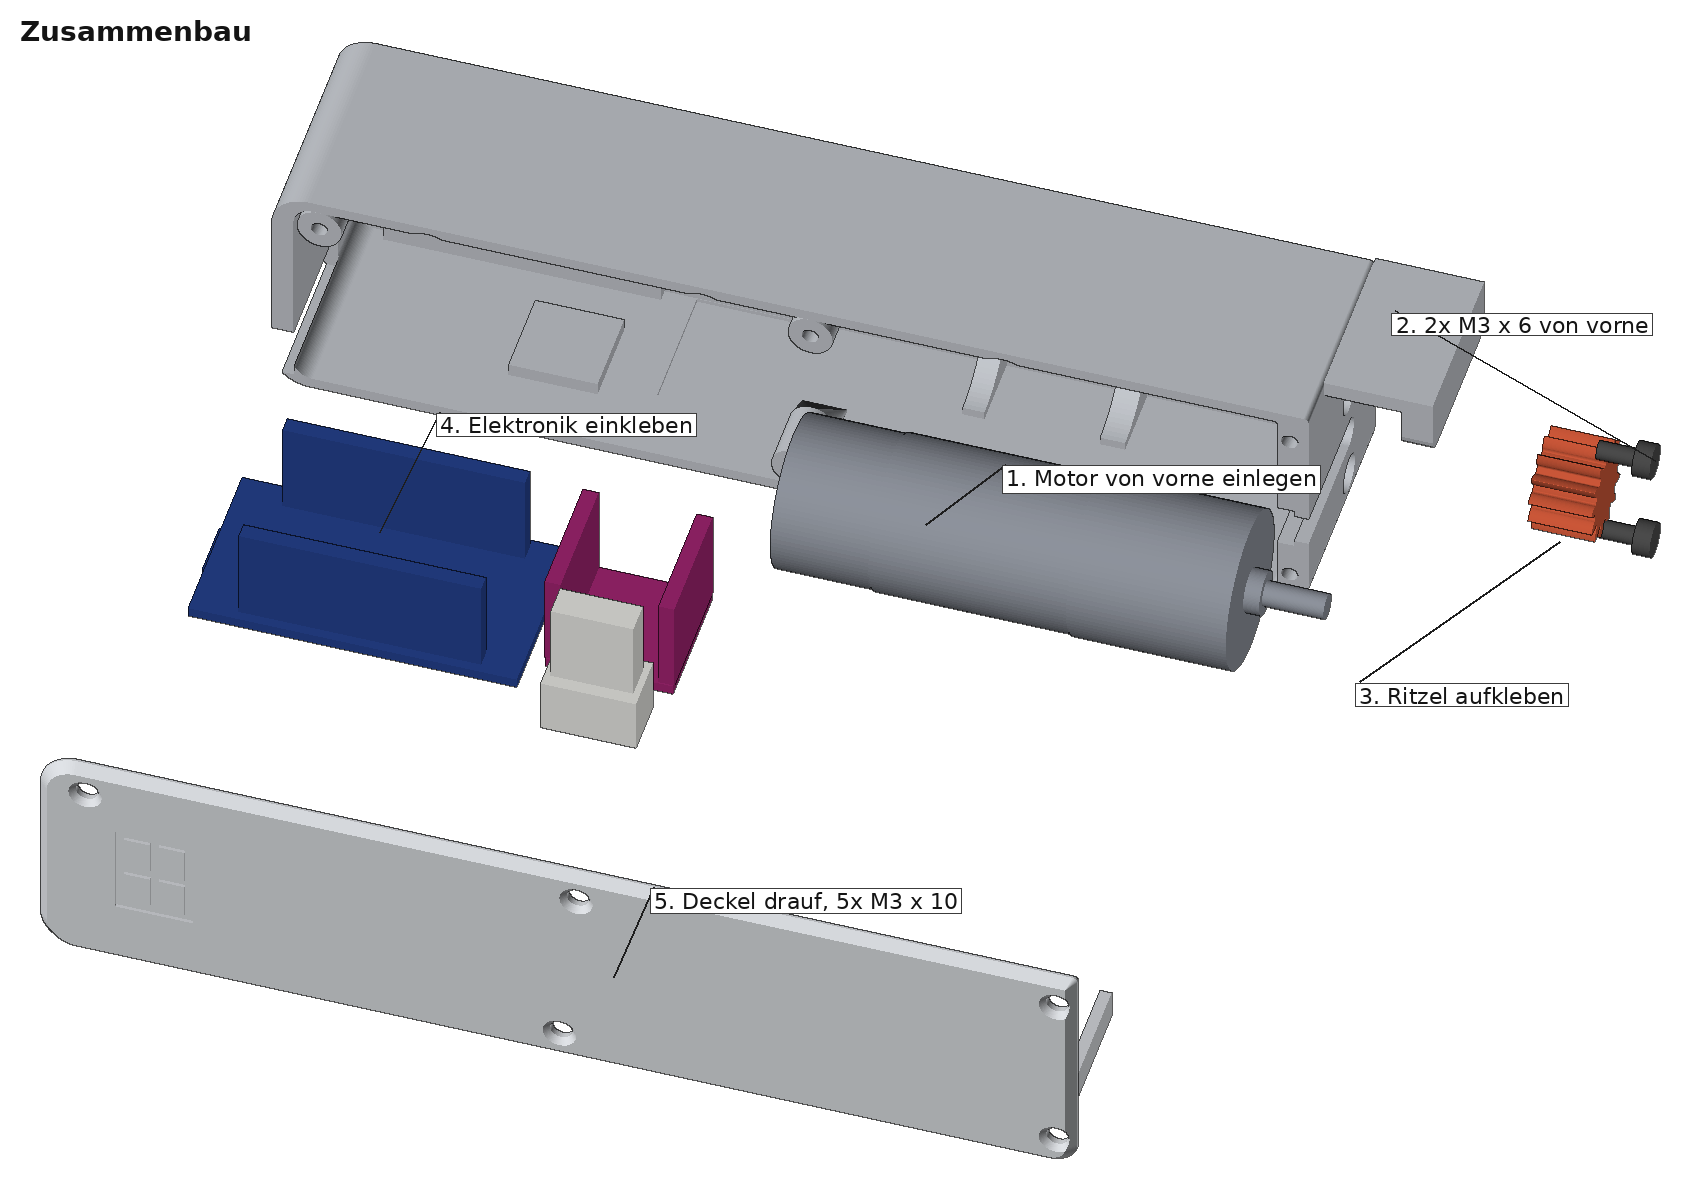 Zusammenbau
2. 2x M3 x 6 von vorne
4. Elektronik einkleben
1. Motor von vorne einlegen
3. Ritzel aufkleben
5. Deckel drauf, 5x M3 x 10